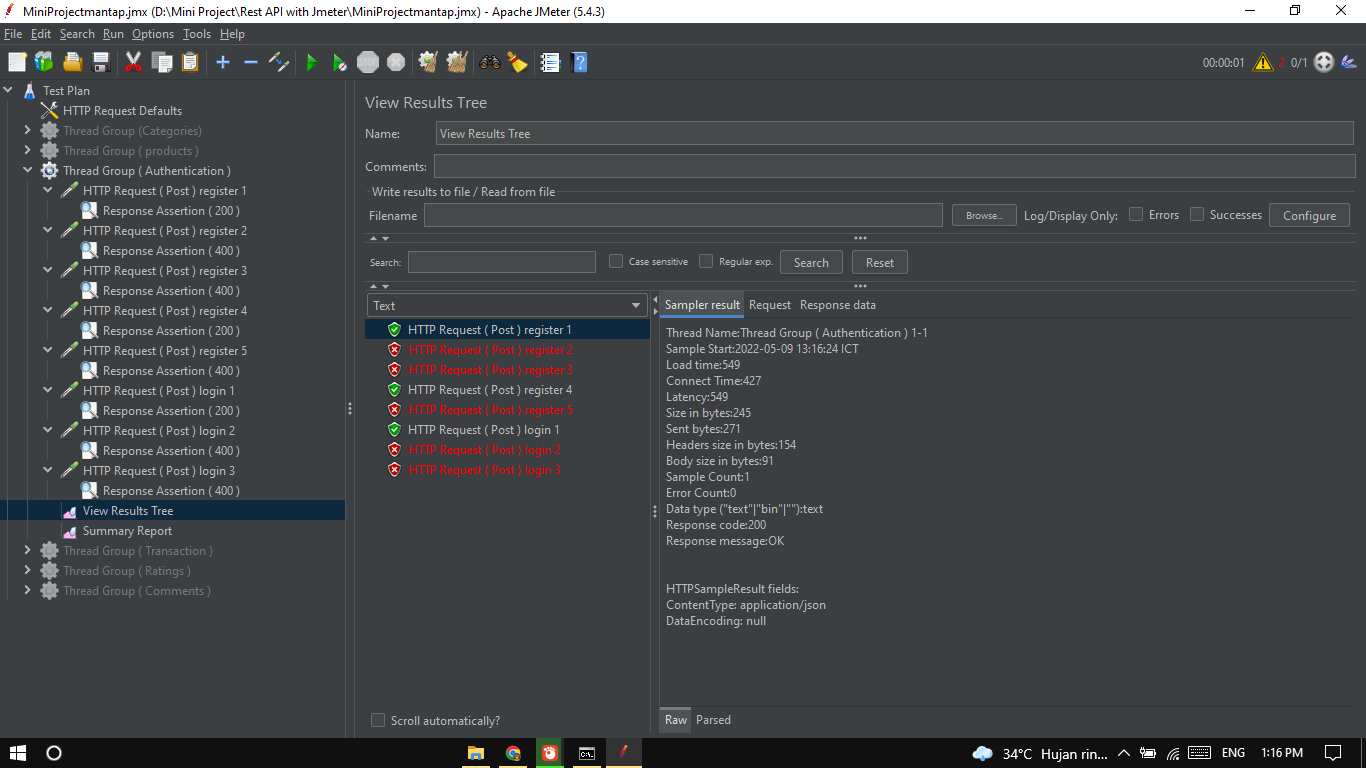 MiniProjectmantap.jmx (D:\Mini Project\Rest API with Jmeter\MiniProjectmantap.jmx) - Apache JMeter (5.4.3)
File Edit Search Run Options Tools Help
STOP 00:00:01 2 0/1
Test Plan
HTTP Request Defaults
Thread Group (Categories)
Thread Group ( products )
Thread Group ( Authentication )
HTTP Request ( Post ) register 1
Response Assertion ( 200 )
HTTP Request ( Post ) register 2
Response Assertion ( 400 )
HTTP Request ( Post ) register 3
Response Assertion ( 400 )
HTTP Request ( Post ) register 4
Response Assertion ( 200 )
HTTP Request ( Post ) register 5
Response Assertion ( 400 )
HTTP Request ( Post ) login 1
Response Assertion ( 200 )
HTTP Request ( Post ) login 2
Response Assertion ( 400 )
HTTP Request ( Post ) login 3
Response Assertion ( 400 )
View Results Tree
Summary Report
Thread Group ( Transaction )
Thread Group ( Ratings )
Thread Group ( Comments )
View Results Tree
Name: View Results Tree
Comments:
Write results to file / Read from file
Filename Browse... Log/Display Only: Errors Successes Configure
Search: Case sensitive Regular exp. Search Reset
Text
HTTP Request ( Post ) register 1
HTTP Request ( Post ) register 2
HTTP Request ( Post ) register 3
HTTP Request ( Post ) register 4
HTTP Request ( Post ) register 5
HTTP Request ( Post ) login 1
HTTP Request ( Post ) login 2
HTTP Request ( Post ) login 3
Scroll automatically?
Sampler result Request Response data
Thread Name:Thread Group ( Authentication ) 1-1
Sample Start:2022-05-09 13:16:24 ICT
Load time:549
Connect Time:427
Latency:549
Size in bytes:245
Sent bytes:271
Headers size in bytes:154
Body size in bytes:91
Sample Count:1
Error Count:0
Data type ("text"|"bin"|""):text
Response code:200
Response message:OK
HTTPSampleResult fields:
ContentType: application/json
DataEncoding: null
Raw Parsed
34°C Hujan rin... ENG 1:16 PM